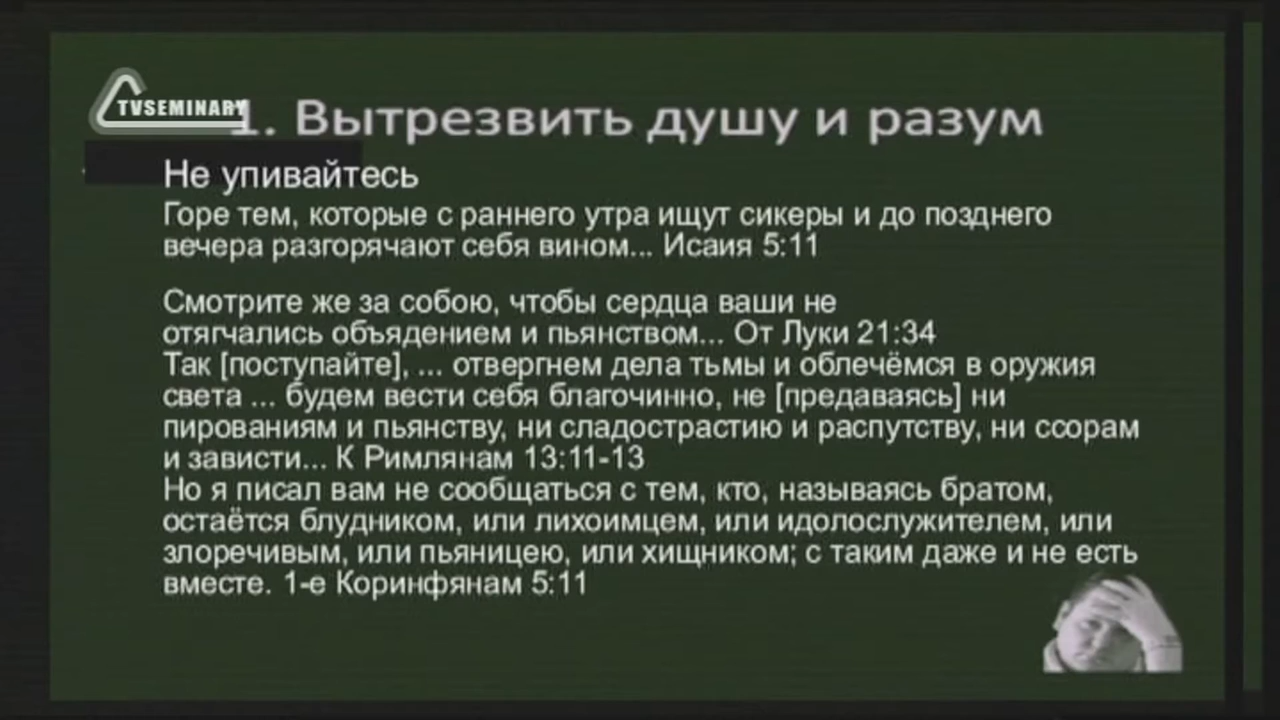 TVSEMINARY
1. Вытрезвить душу и разум
Не упивайтесь
Горе тем, которые с раннего утра ищут сикеры и до позднего
вечера разгорячают себя вином... Исаия 5:11
Смотрите же за собою, чтобы сердца ваши не
отягчались объядением и пьянством... От Луки 21:34
Так [поступайте], ... отвергнем дела тьмы и облечёмся в оружия
света ... будем вести себя благочинно, не [предаваясь] ни
пированиям и пьянству, ни сладострастию и распутству, ни ссорам
и зависти... К Римлянам 13:11-13
Но я писал вам не сообщаться с тем, кто, называясь братом,
остаётся блудником, или лихоимцем, или идолослужителем, или
злоречивым, или пьяницею, или хищником; с таким даже и не есть
вместе. 1-е Коринфянам 5:11